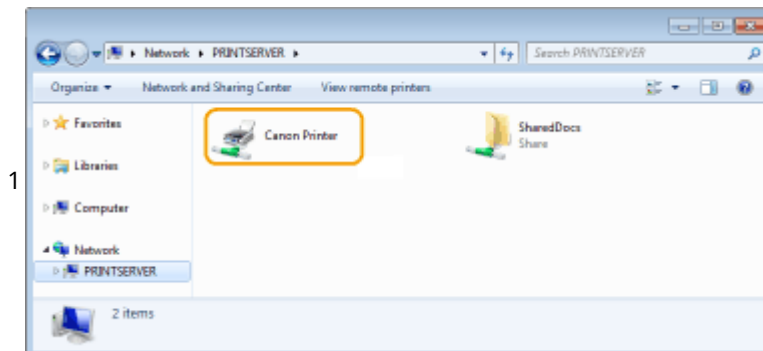 Network ▸ PRINTSERVER ▸
Search PRINTSERVER
Organize
Network and Sharing Center
View remote printers
Favorites
Canon Printer
SharedDocs
Share
Libraries
1
Computer
Network
PRINTSERVER
2 items